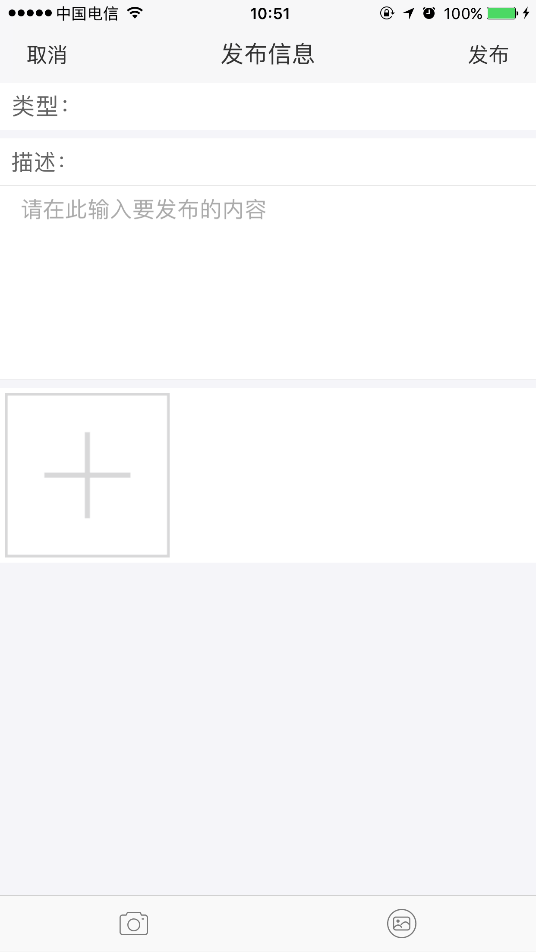 中国电信 10:51 100%
取消 发布信息 发布
类型：
描述：
请在此输入要发布的内容